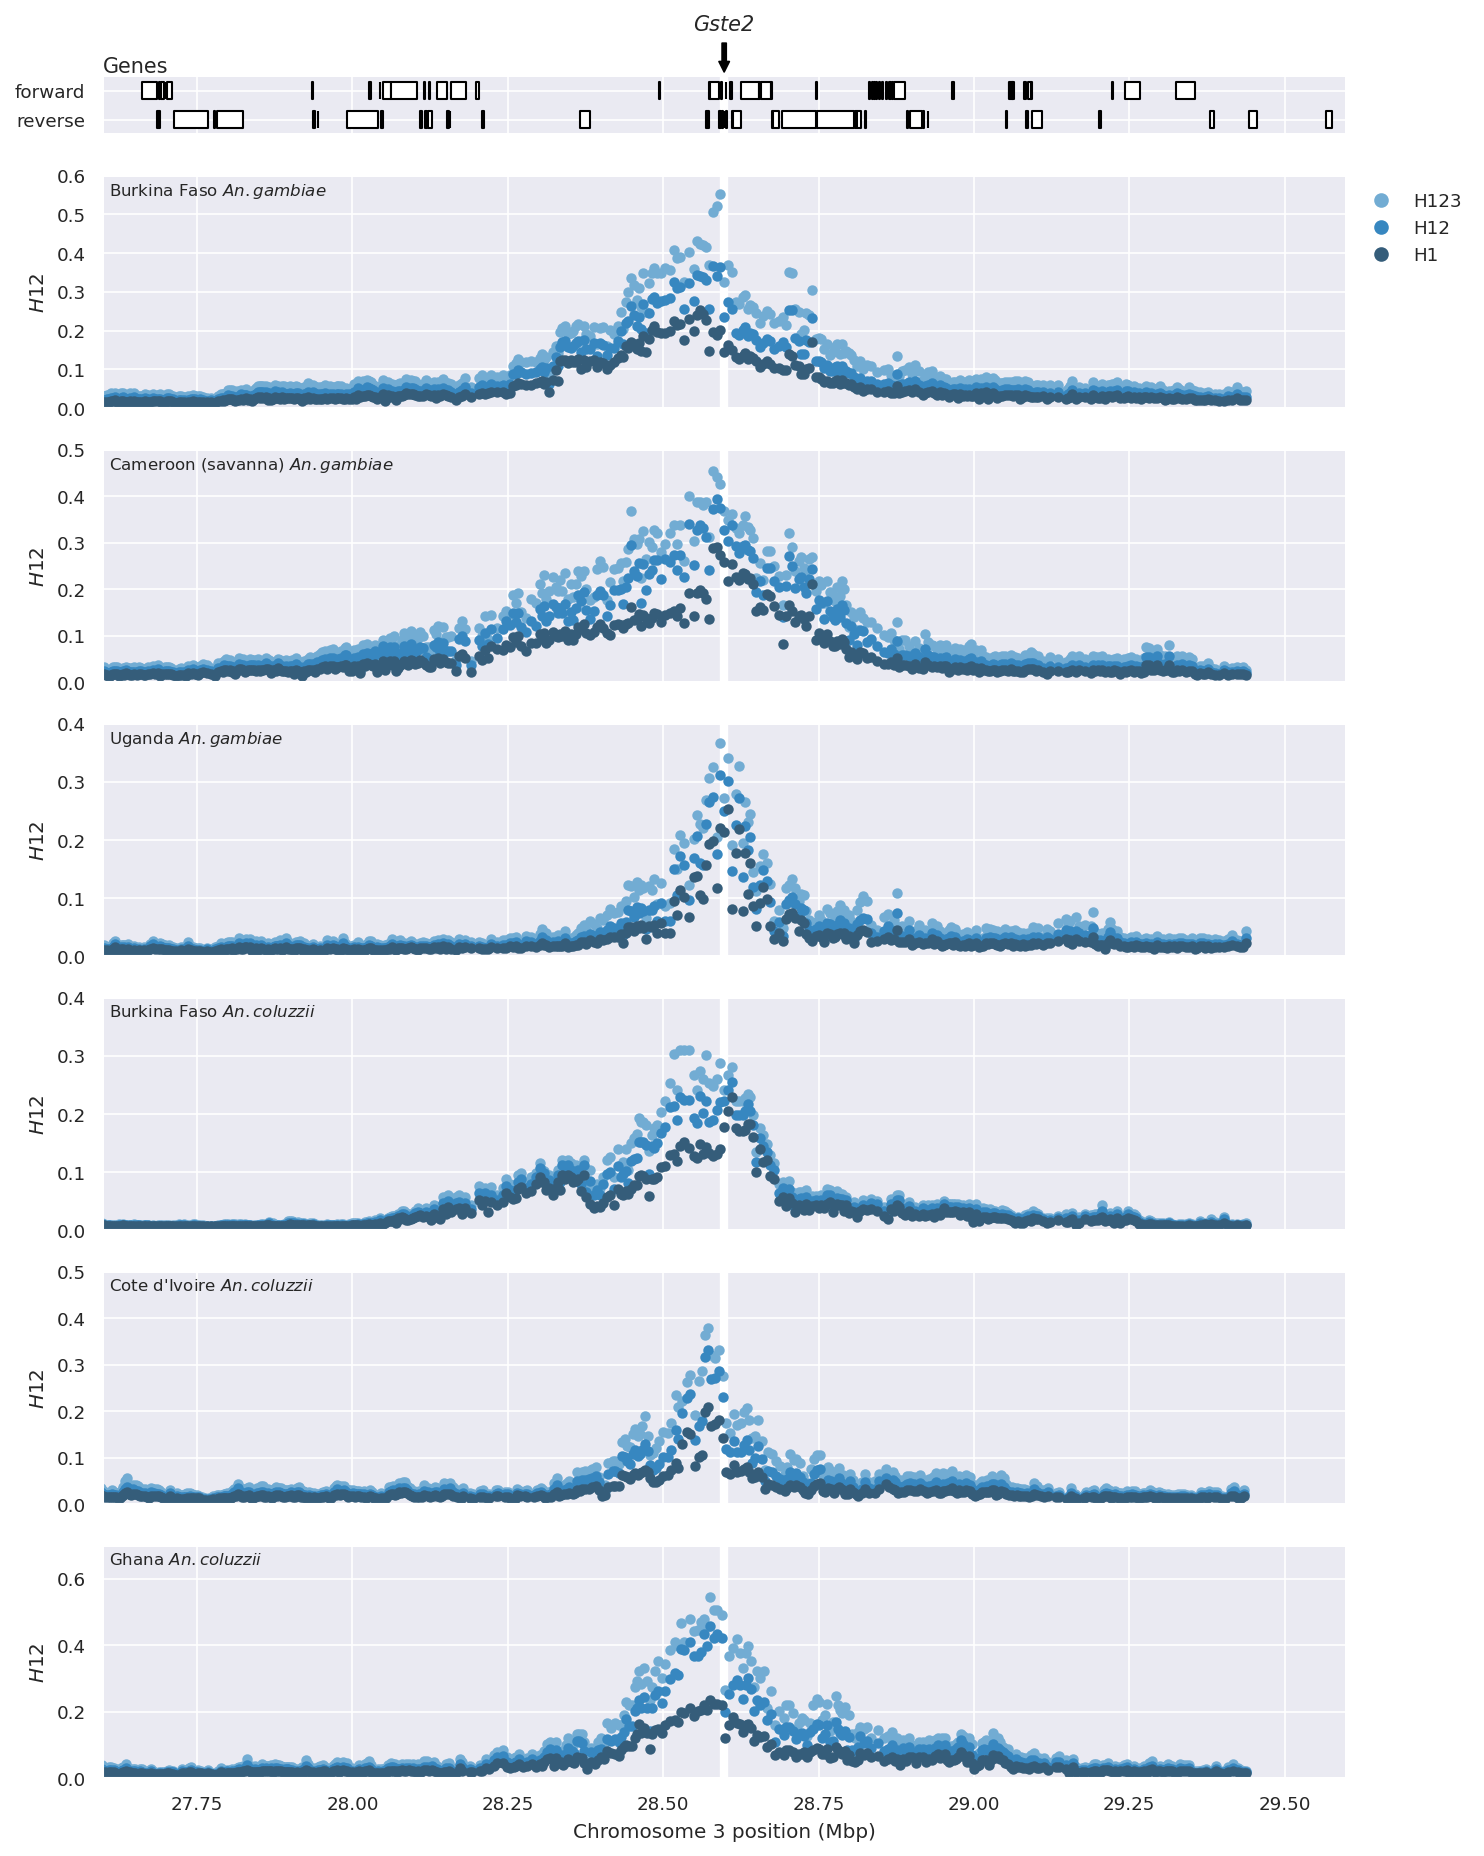 Gste2
Genes
forward
reverse
0.6
0.5
0.4
0.3
0.2
0.1
0.0
H12
Burkina Faso An. gambiae
H123
H12
H1
0.5
0.4
0.3
0.2
0.1
0.0
H12
Cameroon (savanna) An. gambiae
0.4
0.3
0.2
0.1
0.0
H12
Uganda An. gambiae
0.4
0.3
0.2
0.1
0.0
H12
Burkina Faso An. coluzzii
0.5
0.4
0.3
0.2
0.1
0.0
H12
Cote d'Ivoire An. coluzzii
0.6
0.4
0.2
0.0
H12
Ghana An. coluzzii
27.75 28.00 28.25 28.50 28.75 29.00 29.25 29.50
Chromosome 3 position (Mbp)